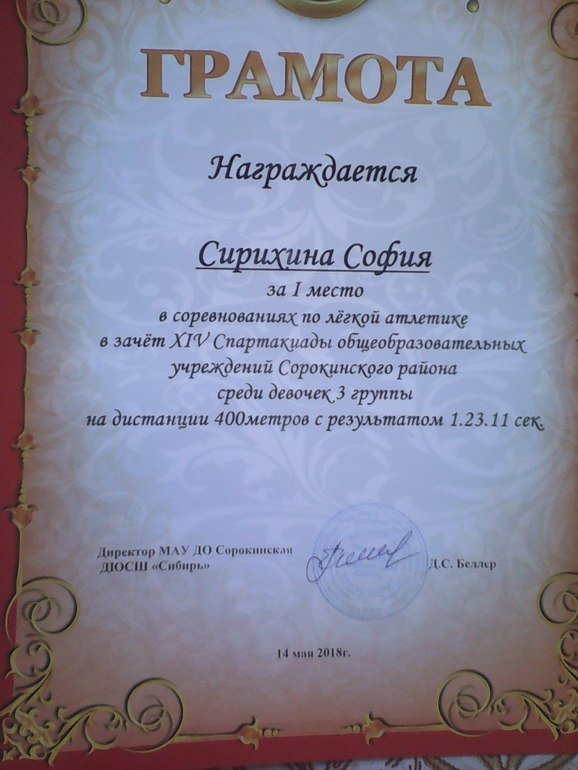 ГРАМОТА
Награждается
Сирихина София
за I место
в соревнованиях по лёгкой атлетике
в зачёт XIV Спартакиады общеобразовательных
учреждений Сорокинского района
среди девочек 3 группы
на дистанции 400метров с результатом 1.23.11 сек.
Директор МАУ ДО Сорокинская
ДЮСШ «Сибирь»
Д.С. Беллер
14 мая 2018г.